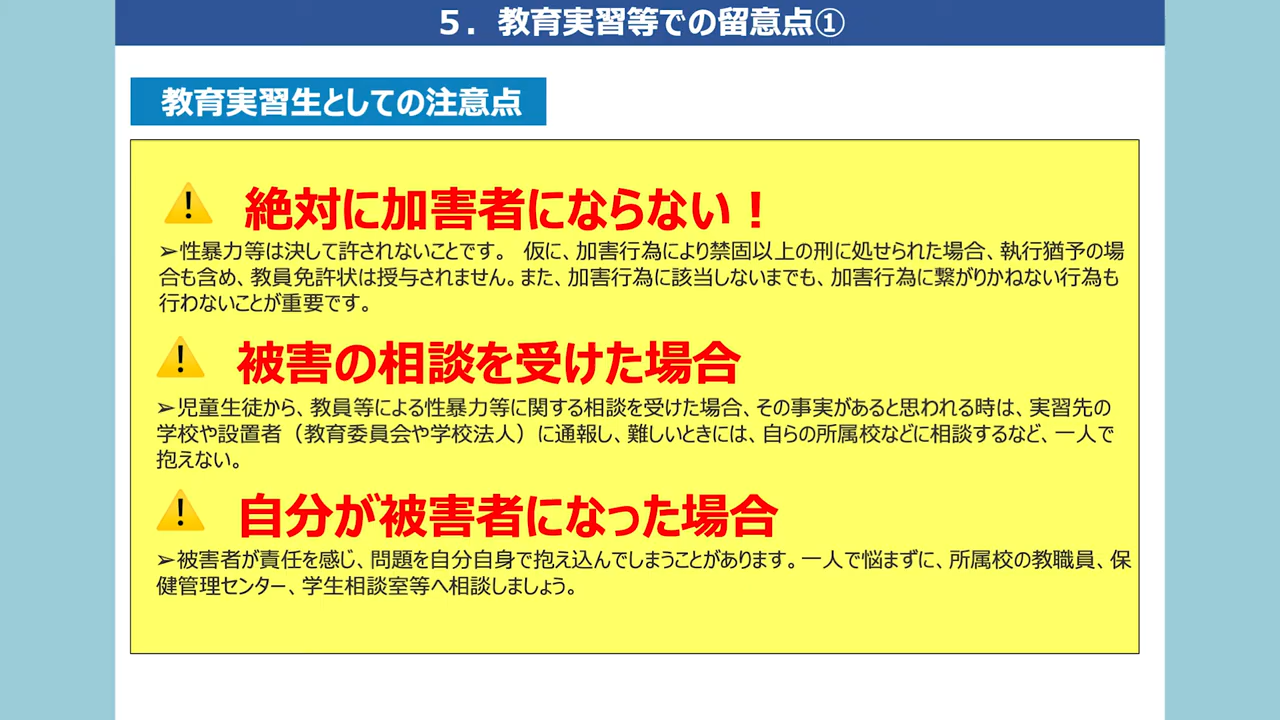 ５．教育実習等での留意点①
教育実習生としての注意点
絶対に加害者にならない！
➢性暴力等は決して許されないことです。 仮に、加害行為により禁固以上の刑に処せられた場合、執行猶予の場
合も含め、教員免許状は授与されません。また、加害行為に該当しないまでも、加害行為に繋がりかねない行為も
行わないことが重要です。
被害の相談を受けた場合
➢児童生徒から、教員等による性暴力等に関する相談を受けた場合、その事実があると思われる時は、実習先の
学校や設置者（教育委員会や学校法人）に通報し、難しいときには、自らの所属校などに相談するなど、一人で
抱えない。
自分が被害者になった場合
➢被害者が責任を感じ、問題を自分自身で抱え込んでしまうことがあります。一人で悩まずに、所属校の教職員、保
健管理センター、学生相談室等へ相談しましょう。